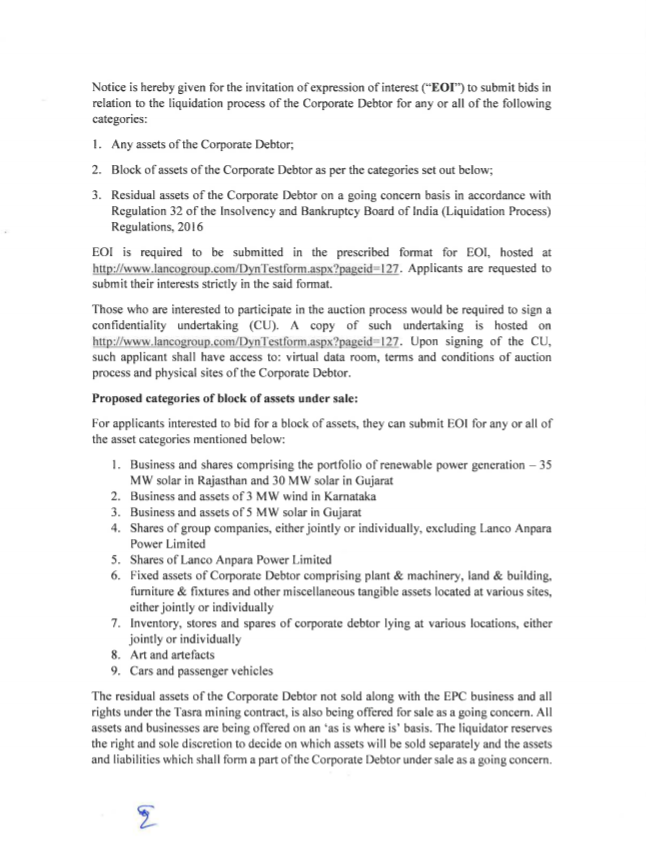 Notice is hereby given for the invitation of expression of interest (“EOI”) to submit bids in
relation to the liquidation process of the Corporate Debtor for any or all of the following
categories:
1. Any assets of the Corporate Debtor;
2. Block of assets of the Corporate Debtor as per the categories set out below;
3. Residual assets of the Corporate Debtor on a going concern basis in accordance with
Regulation 32 of the Insolvency and Bankruptcy Board of India (Liquidation Process)
Regulations, 2016
EOI is required to be submitted in the prescribed format for EOI, hosted at
http://www.lancogroup.com/DynTestform.aspx?pageid=127. Applicants are requested to
submit their interests strictly in the said format.
Those who are interested to participate in the auction process would be required to sign a
confidentiality undertaking (CU). A copy of such undertaking is hosted on
http://www.lancogroup.com/DynTestform.aspx?pageid=127. Upon signing of the CU,
such applicant shall have access to: virtual data room, terms and conditions of auction
process and physical sites of the Corporate Debtor.
Proposed categories of block of assets under sale:
For applicants interested to bid for a block of assets, they can submit EOI for any or all of
the asset categories mentioned below:
1. Business and shares comprising the portfolio of renewable power generation – 35
MW solar in Rajasthan and 30 MW solar in Gujarat
2. Business and assets of 3 MW wind in Karnataka
3. Business and assets of 5 MW solar in Gujarat
4. Shares of group companies, either jointly or individually, excluding Lanco Anpara
Power Limited
5. Shares of Lanco Anpara Power Limited
6. Fixed assets of Corporate Debtor comprising plant & machinery, land & building,
furniture & fixtures and other miscellaneous tangible assets located at various sites,
either jointly or individually
7. Inventory, stores and spares of corporate debtor lying at various locations, either
jointly or individually
8. Art and artefacts
9. Cars and passenger vehicles
The residual assets of the Corporate Debtor not sold along with the EPC business and all
rights under the Tasra mining contract, is also being offered for sale as a going concern. All
assets and businesses are being offered on an ‘as is where is’ basis. The liquidator reserves
the right and sole discretion to decide on which assets will be sold separately and the assets
and liabilities which shall form a part of the Corporate Debtor under sale as a going concern.